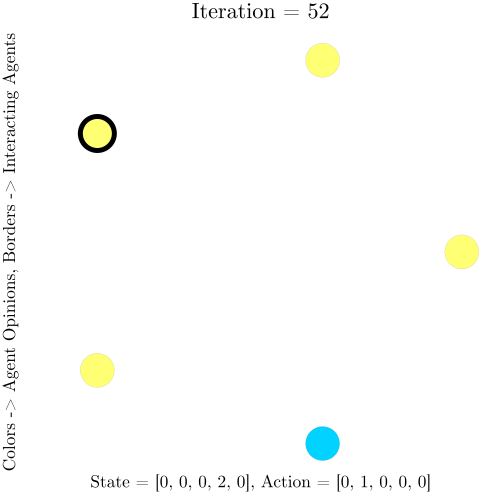 Iteration = 52
Colors -> Agent Opinions, Borders -> Interacting Agents
State = [0, 0, 0, 2, 0], Action = [0, 1, 0, 0, 0]